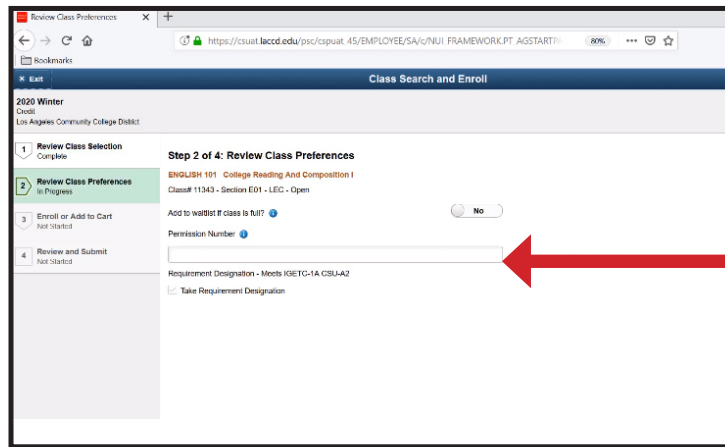 Review Class Preferences
https://csuat.laccd.edu/psc/cspuat_45/EMPLOYEE/SA/c/NUI_FRAMEWORK.PT_AGSTARTP
80%
Bookmarks
× Exit
Class Search and Enroll
2020 Winter
Credit
Los Angeles Community College District
1 Review Class Selection
Complete
2 Review Class Preferences
In Progress
3 Enroll or Add to Cart
Not Started
4 Review and Submit
Not Started
Step 2 of 4: Review Class Preferences
ENGLISH 101 College Reading And Composition I
Class# 11343 - Section E01 - LEC - Open
Add to waitlist if class is full?
No
Permission Number
Requirement Designation - Meets IGETC-1A CSU-A2
Take Requirement Designation